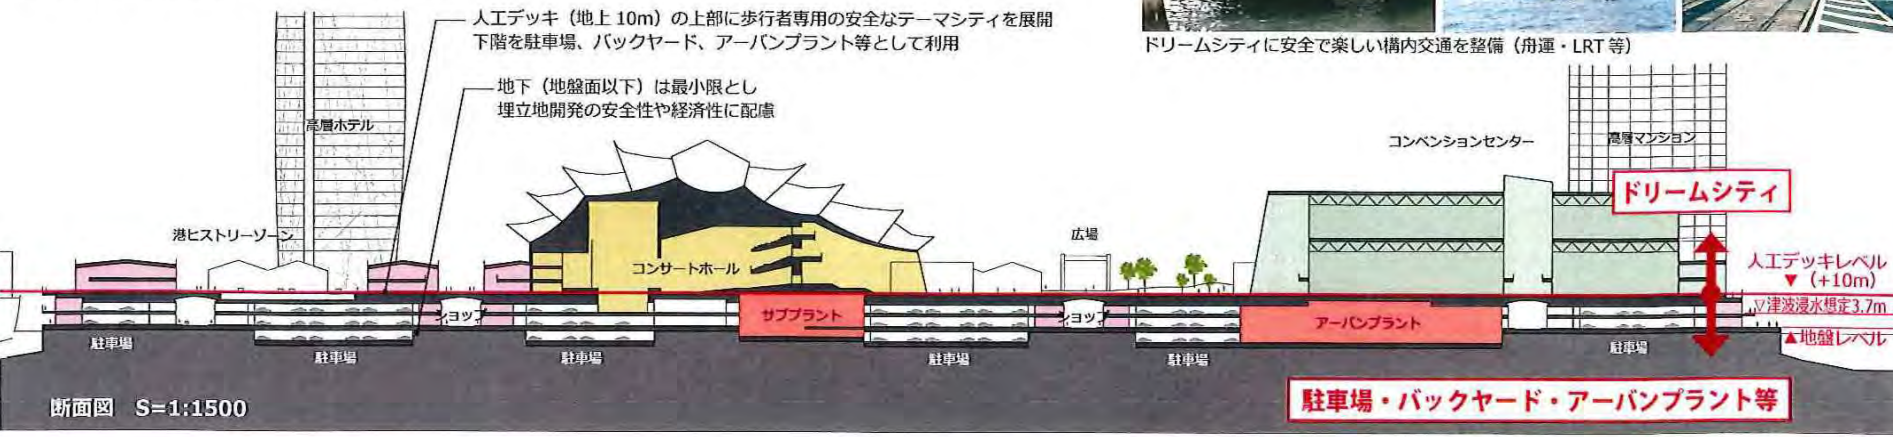 人工デッキ（地上 10m）の上部に歩行者専用の安全なテーマシティを展開
下階を駐車場、バックヤード、アーバンプラント等として利用
ドリームシティに安全で楽しい構内交通を整備（舟運・LRT 等）
地下（地盤面以下）は最小限とし
埋立地開発の安全性や経済性に配慮
高層ホテル
コンベンションセンター
高層マンション
ドリームシティ
港ヒストリーゾーン
広場
コンサートホール
人工デッキレベル
▼（+10m）
▽津波浸水想定3.7m
ショップ
サブプラント
ショップ
アーバンプラント
▲地盤レベル
駐車場
駐車場
駐車場
駐車場
駐車場
駐車場
駐車場・バックヤード・アーバンプラント等
断面図 S=1:1500